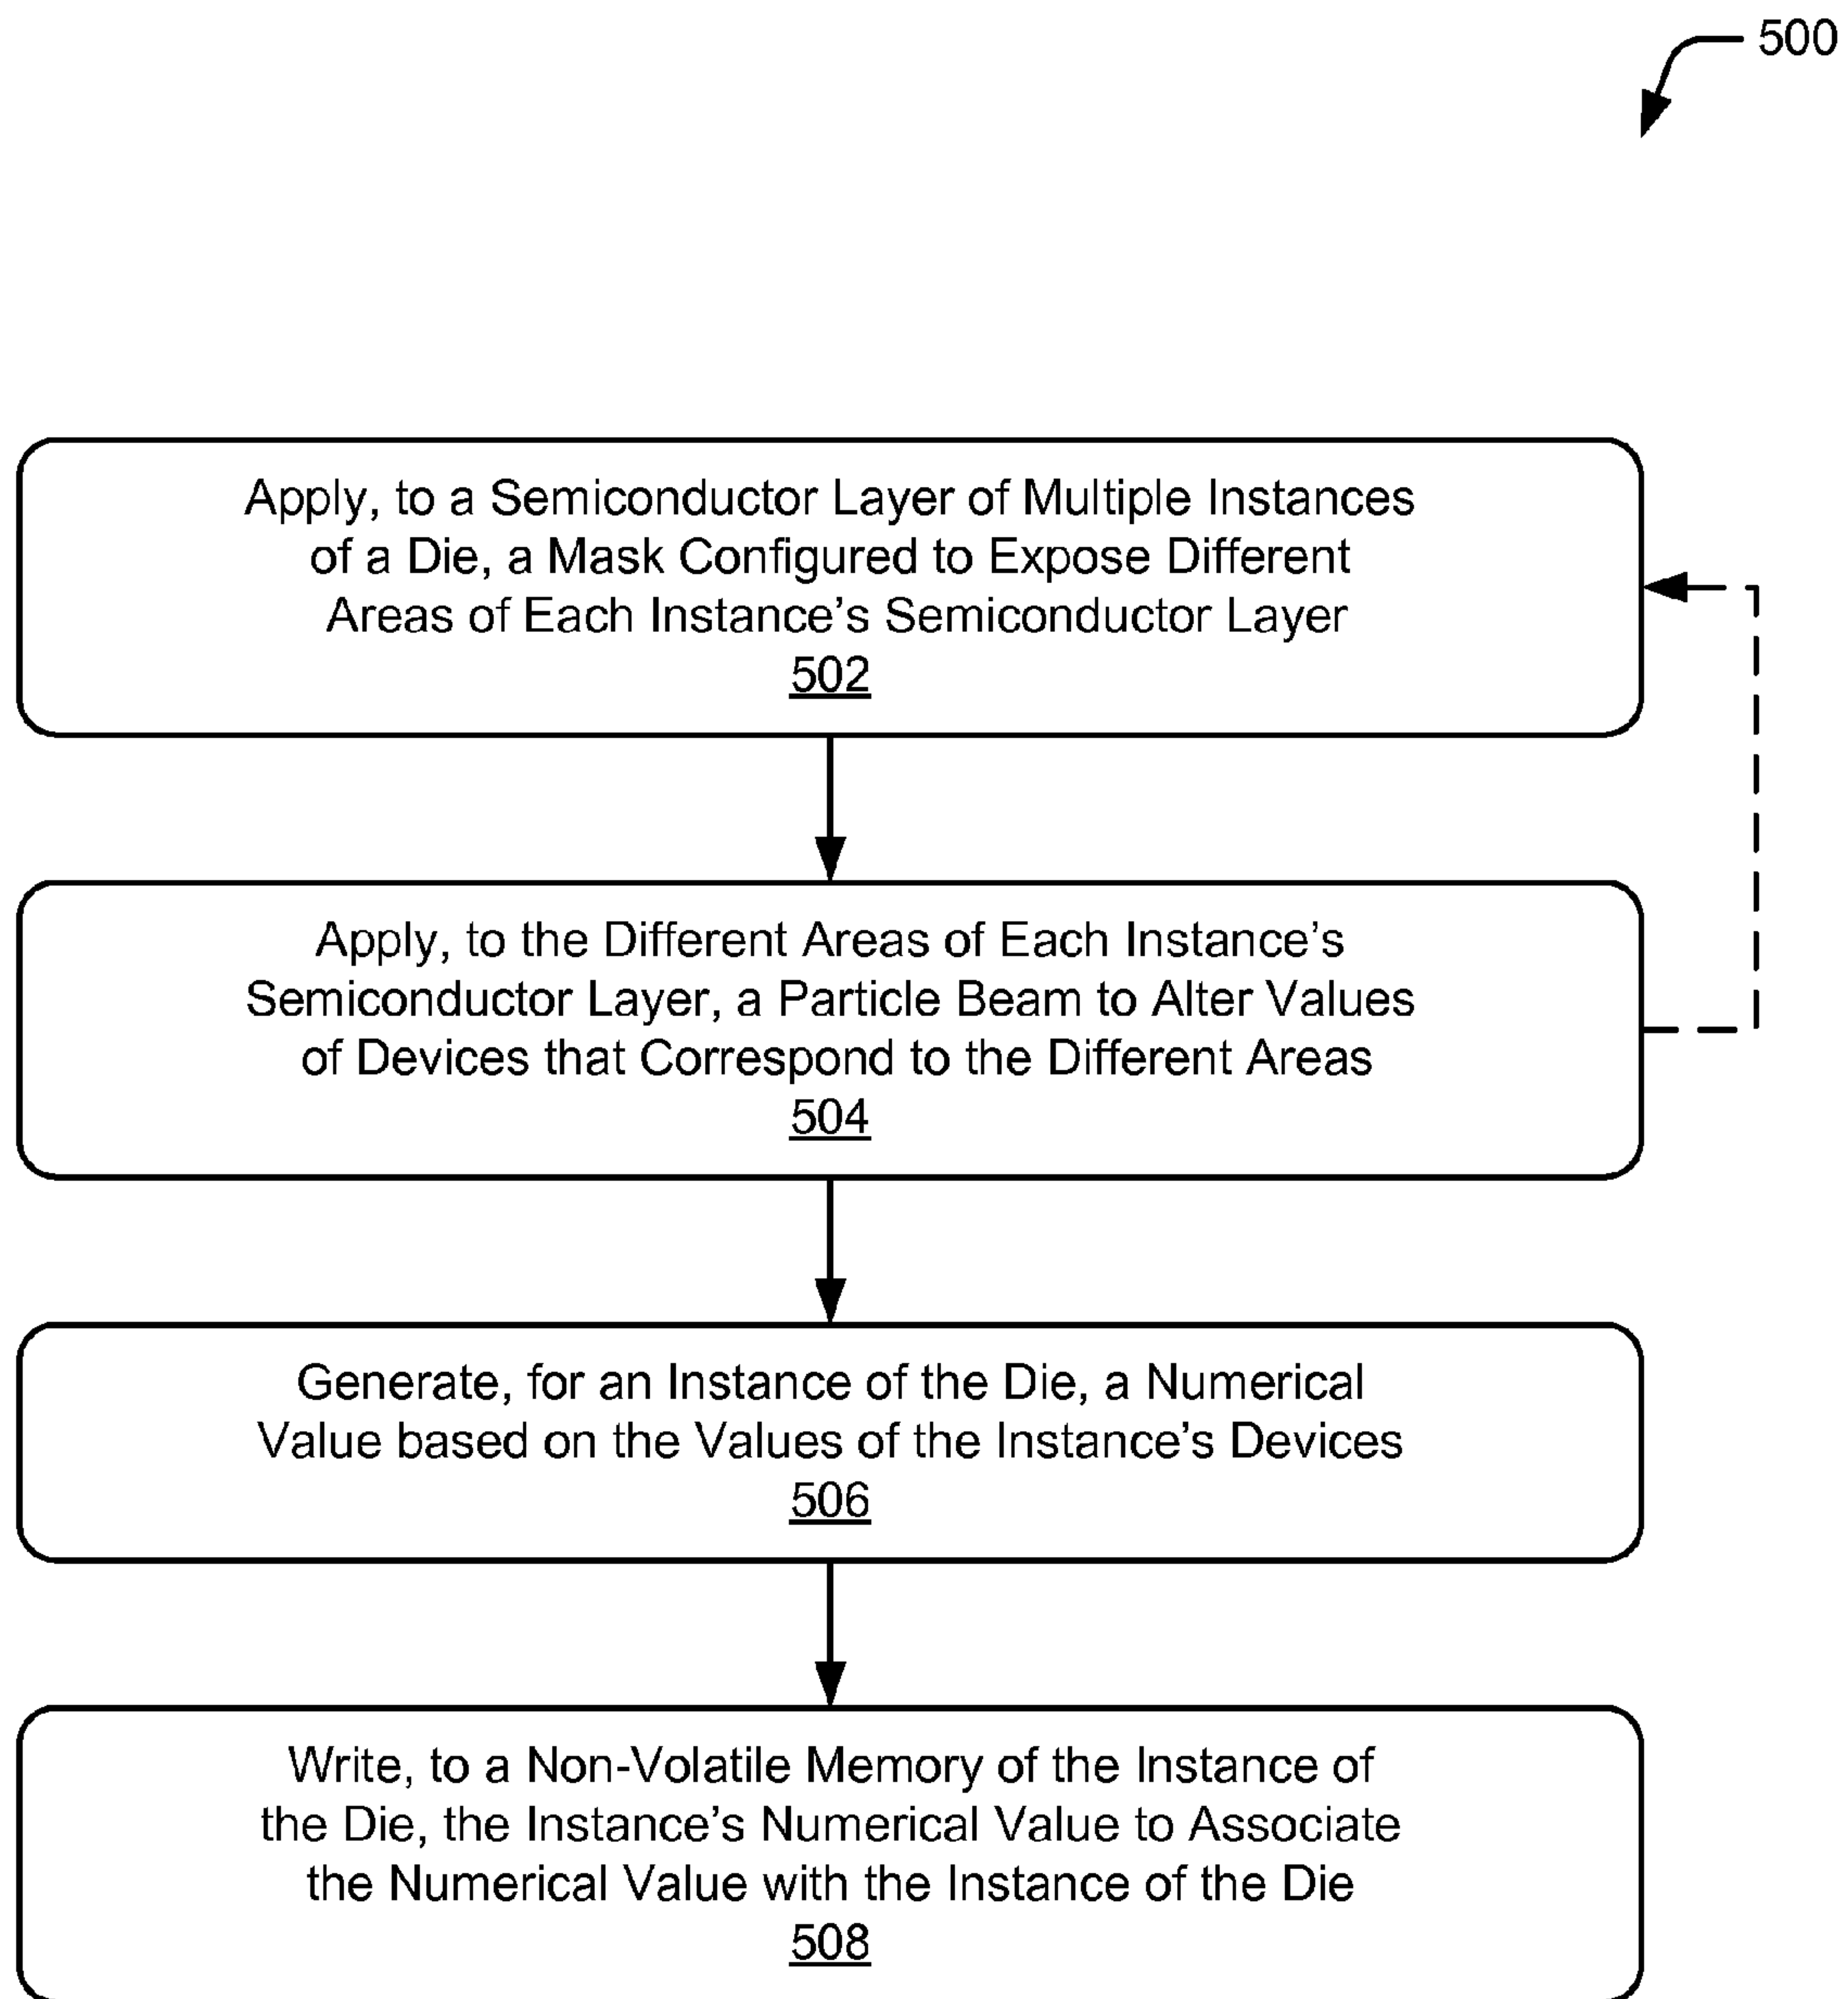 500
Apply, to a Semiconductor Layer of Multiple Instances
of a Die, a Mask Configured to Expose Different
Areas of Each Instance's Semiconductor Layer
502
Apply, to the Different Areas of Each Instance's
Semiconductor Layer, a Particle Beam to Alter Values
of Devices that Correspond to the Different Areas
504
Generate, for an Instance of the Die, a Numerical
Value based on the Values of the Instance's Devices
506
Write, to a Non-Volatile Memory of the Instance of
the Die, the Instance's Numerical Value to Associate
the Numerical Value with the Instance of the Die
508